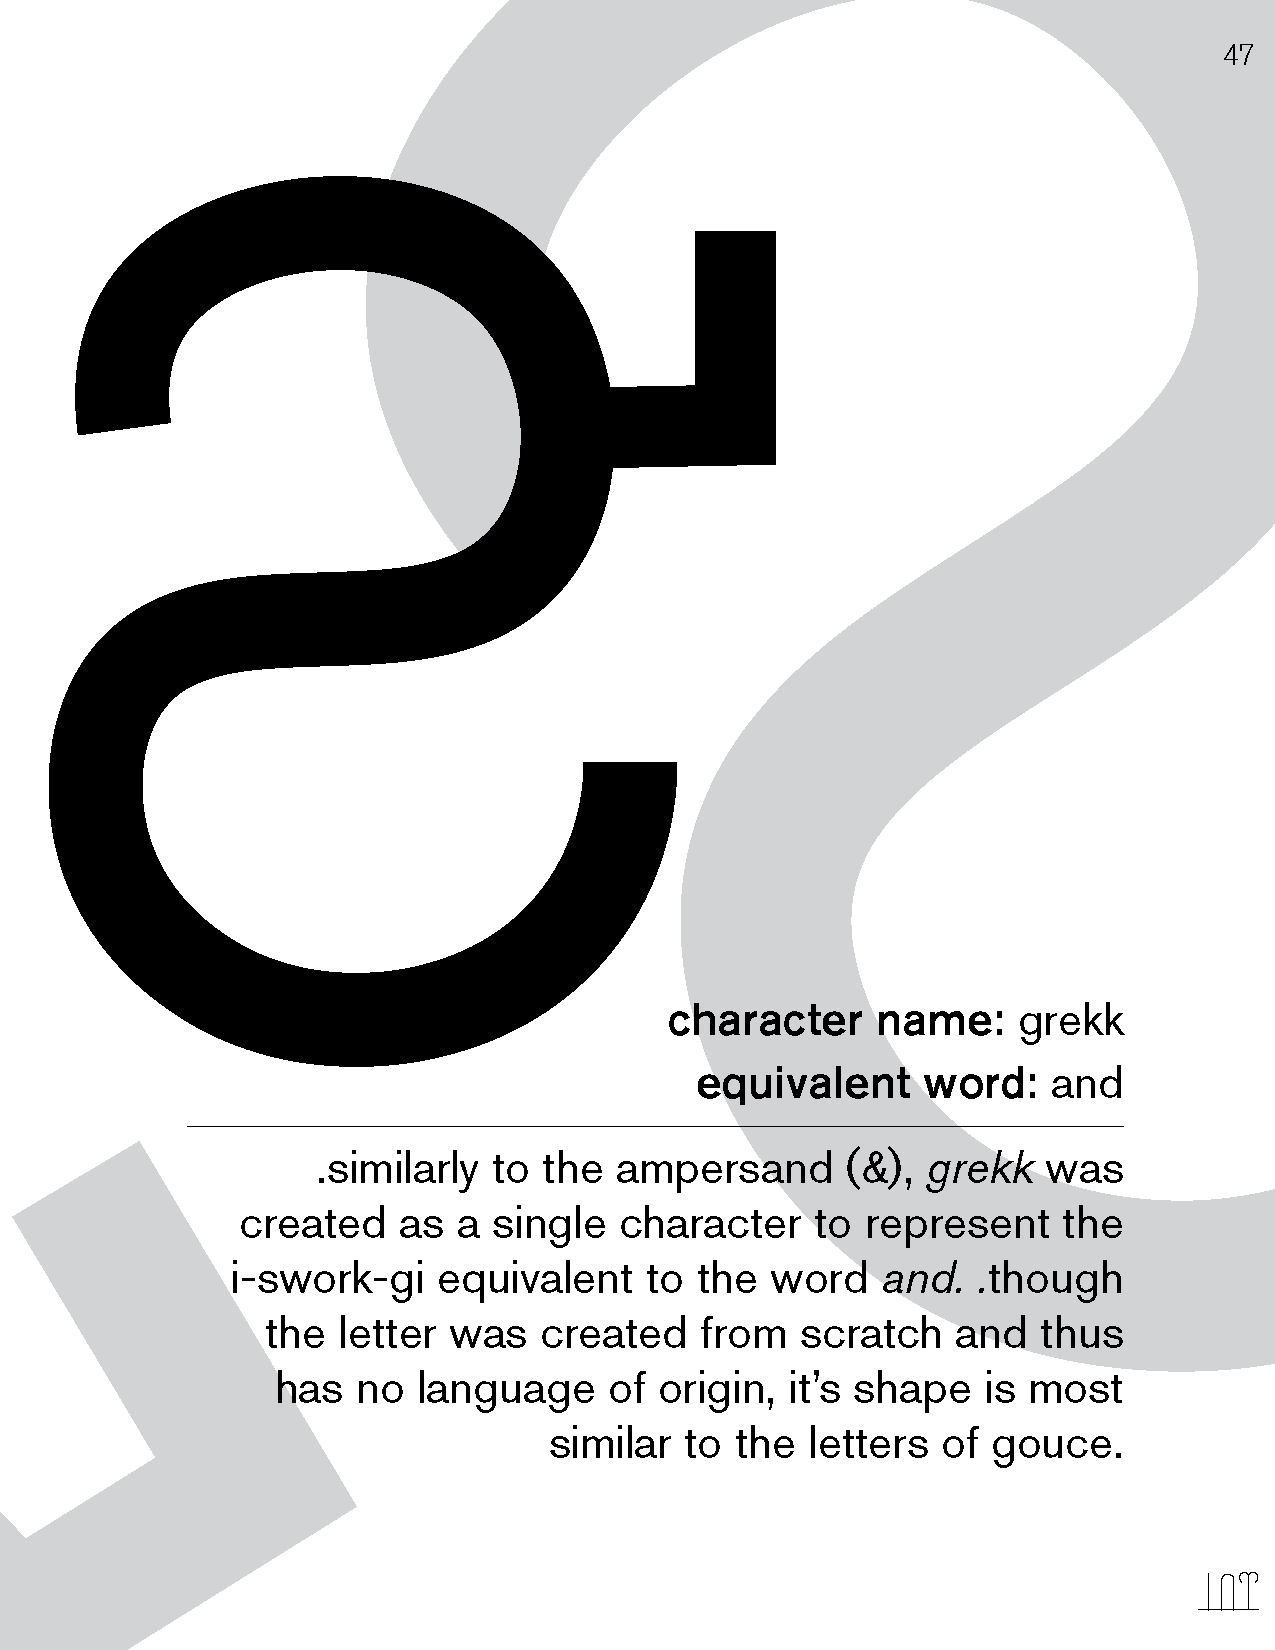 47
character name: grekk
equivalent word: and
.similarly to the ampersand (&), grekk was
created as a single character to represent the
i-swork-gi equivalent to the word and. .though
the letter was created from scratch and thus
has no language of origin, it’s shape is most
similar to the letters of gouce.